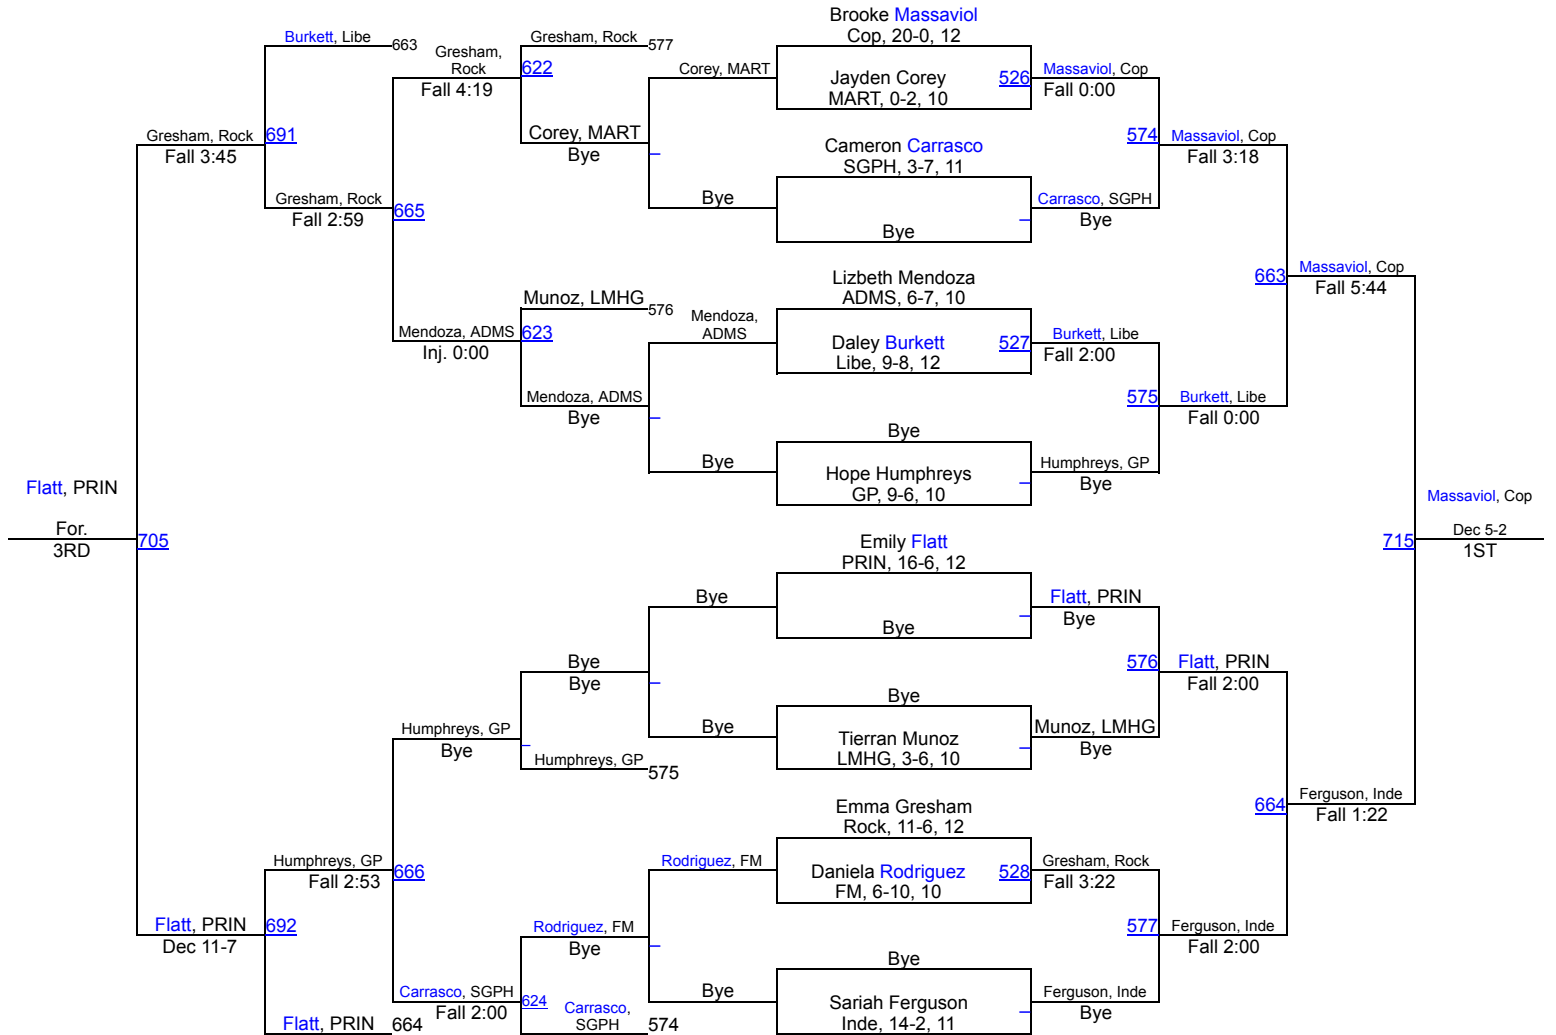 Burkett, Libe
663
Gresham, Rock
Fall 4:19
622
Gresham, Rock
577
Corey, MART
Bye
Gresham, Rock
Fall 3:45
691
Gresham, Rock
Fall 2:59
665
Mendoza, ADMS
Inj. 0:00
623
Munoz, LMHG
576
Mendoza, ADMS
Bye
Corey, MART
Bye
Mendoza,
ADMS
Bye
Brooke Massaviol
Cop, 20-0, 12
Jayden Corey
MART, 0-2, 10
526
Cameron Carrasco
SGPH, 3-7, 11
Bye
Lizbeth Mendoza
ADMS, 6-7, 10
Daley Burkett
Libe, 9-8, 12
527
Bye
Hope Humphreys
GP, 9-6, 10
Massaviol, Cop
Fall 0:00
Carrasco, SGPH
Bye
574
Massaviol, Cop
Fall 3:18
Burkett, Libe
Fall 2:00
Humphreys, GP
Bye
575
Burkett, Libe
Fall 0:00
663
Massaviol, Cop
Fall 5:44
Flatt, PRIN
For.
3RD
705
Massaviol, Cop
Dec 5-2
1ST
715
Emily Flatt
PRIN, 16-6, 12
Bye
Bye
Tierran Munoz
LMHG, 3-6, 10
Emma Gresham
Rock, 11-6, 12
Daniela Rodriguez
FM, 6-10, 10
528
Bye
Sariah Ferguson
Inde, 14-2, 11
Bye
Bye
Bye
Bye
Humphreys, GP
Bye
Humphreys, GP
575
Humphreys, GP
Fall 2:53
666
Flatt, PRIN
Dec 11-7
692
Flatt, PRIN
664
Carrasco, SGPH
Fall 2:00
624
Rodriguez, FM
Bye
Carrasco,
SGPH
574
Rodriguez, FM
Bye
Flatt, PRIN
Bye
576
Flatt, PRIN
Fall 2:00
Munoz, LMHG
Bye
Gresham, Rock
Fall 3:22
577
Ferguson, Inde
Fall 2:00
Ferguson, Inde
Bye
664
Ferguson, Inde
Fall 1:22